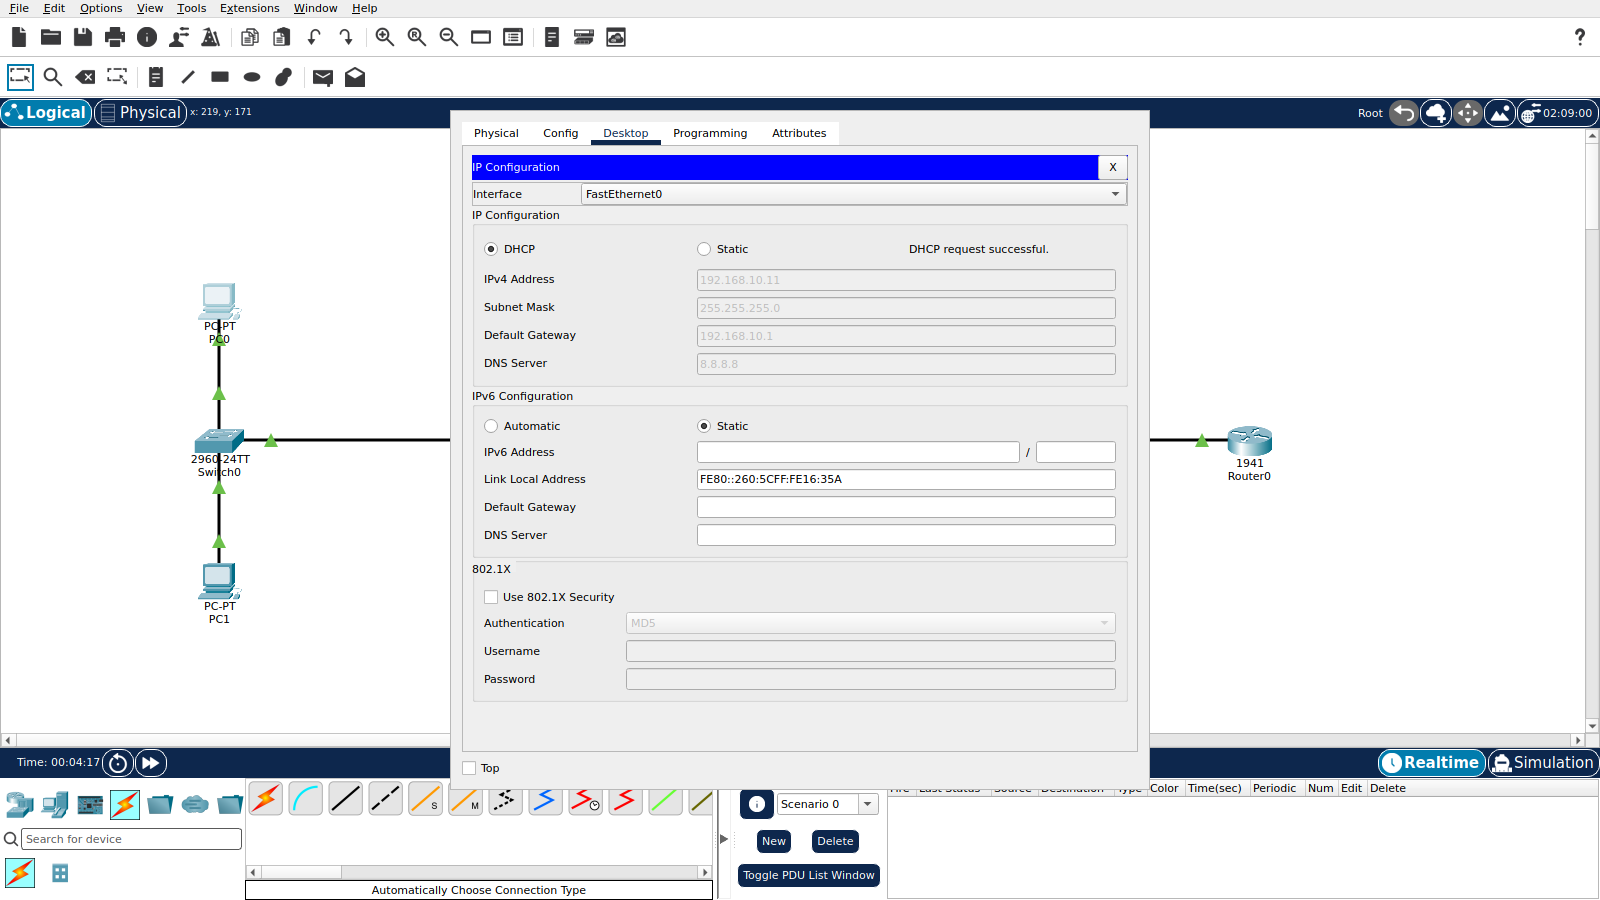 File Edit Options View Tools Extensions Window Help
Logical Physical x: 219, y: 171 Root 02:09:00
Physical Config Desktop Programming Attributes
IP Configuration X
Interface FastEthernet0
IP Configuration
DHCP Static DHCP request successful.
IPv4 Address 192.168.10.11
Subnet Mask 255.255.255.0
Default Gateway 192.168.10.1
DNS Server 8.8.8.8
IPv6 Configuration
Automatic Static
IPv6 Address /
Link Local Address FE80::260:5CFF:FE16:35A
Default Gateway
DNS Server
802.1X
Use 802.1X Security
Authentication MD5
Username
Password
Top
PC-PT
PC0
2960-24TT
Switch0
PC-PT
PC1
1941
Router0
Time: 00:04:17 Realtime Simulation
Search for device
S M
Automatically Choose Connection Type
Scenario 0
New Delete
Toggle PDU List Window
Fire Last Status Source Destination Type Color Time(sec) Periodic Num Edit Delete